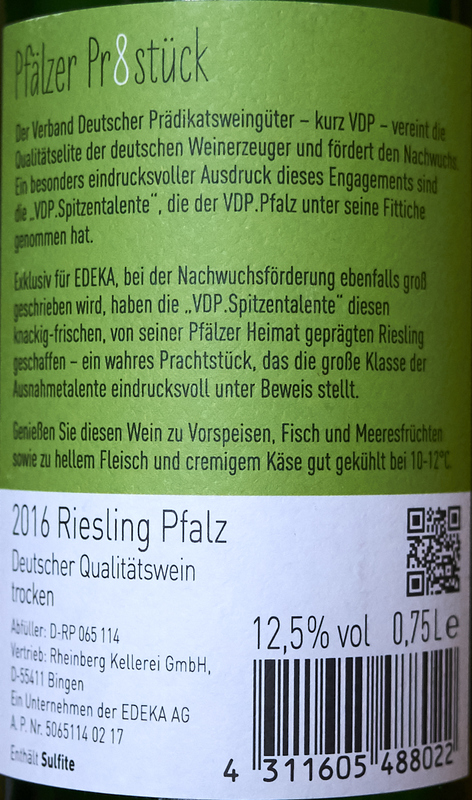 Pfälzer Pr8stück
Der Verband Deutscher Prädikatsweingüter – kurz VDP – vereint die
Qualitätselite der deutschen Weinerzeuger und fördert den Nachwuchs.
Ein besonders eindrucksvoller Ausdruck dieses Engagements sind
die „VDP.Spitzentalente“, die der VDP.Pfalz unter seine Fittiche
genommen hat.
Exklusiv für EDEKA, bei der Nachwuchsförderung ebenfalls groß
geschrieben wird, haben die „VDP.Spitzentalente“ diesen
knackig-frischen, von seiner Pfälzer Heimat geprägten Riesling
geschaffen – ein wahres Prachtstück, das die große Klasse der
Ausnahmetalente eindrucksvoll unter Beweis stellt.
Genießen Sie diesen Wein zu Vorspeisen, Fisch und Meeresfrüchten
sowie zu hellem Fleisch und cremigem Käse gut gekühlt bei 10-12°C.
2016 Riesling Pfalz
Deutscher Qualitätswein
trocken
Abfüller: D-RP 065 114
Vertrieb: Rheinberg Kellerei GmbH,
D-55411 Bingen
Ein Unternehmen der EDEKA AG
A. P. Nr. 5065114 02 17
Enthält Sulfite
12,5% vol 0,75L e
4 311605 488022